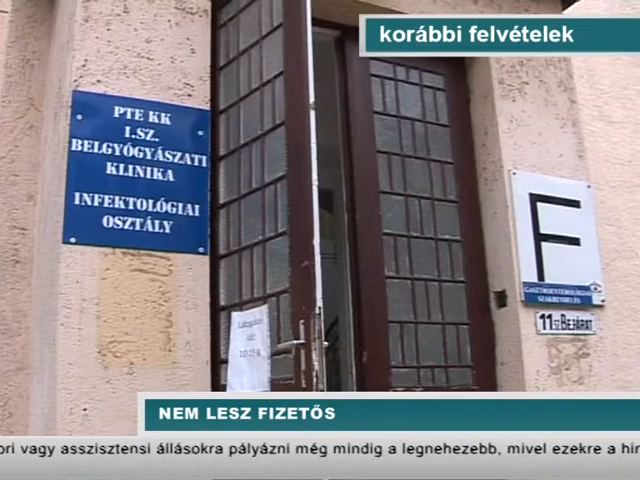 korábbi felvételek
PTE KK
I.SZ.
BELGYÓGYÁSZATI
KLINIKA
INFEKTOLÓGIAI
OSZTÁLY
F
GASZTROENTEROLÓGIAI
SZAKRENDELÉS
11.sz BEJÁRAT
Látogatási
NEM LESZ FIZETŐS
ori vagy asszisztensi állásokra pályázni még mindig a legnehezebb, mivel ezekre a hir